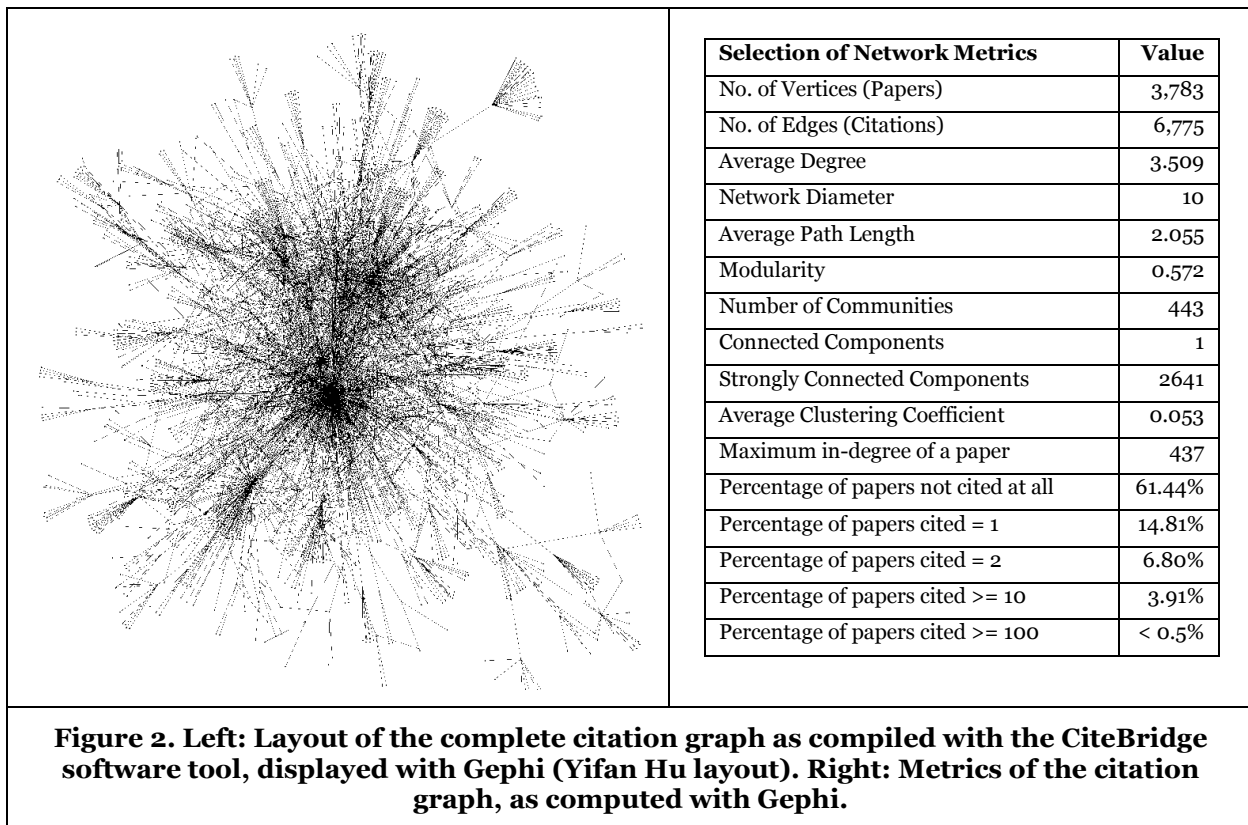 Selection of Network Metrics Value
No. of Vertices (Papers) 3,783
No. of Edges (Citations) 6,775
Average Degree 3.509
Network Diameter 10
Average Path Length 2.055
Modularity 0.572
Number of Communities 443
Connected Components 1
Strongly Connected Components 2641
Average Clustering Coefficient 0.053
Maximum in-degree of a paper 437
Percentage of papers not cited at all 61.44%
Percentage of papers cited = 1 14.81%
Percentage of papers cited = 2 6.80%
Percentage of papers cited >= 10 3.91%
Percentage of papers cited >= 100 < 0.5%
Figure 2. Left: Layout of the complete citation graph as compiled with the CiteBridge
software tool, displayed with Gephi (Yifan Hu layout). Right: Metrics of the citation
graph, as computed with Gephi.